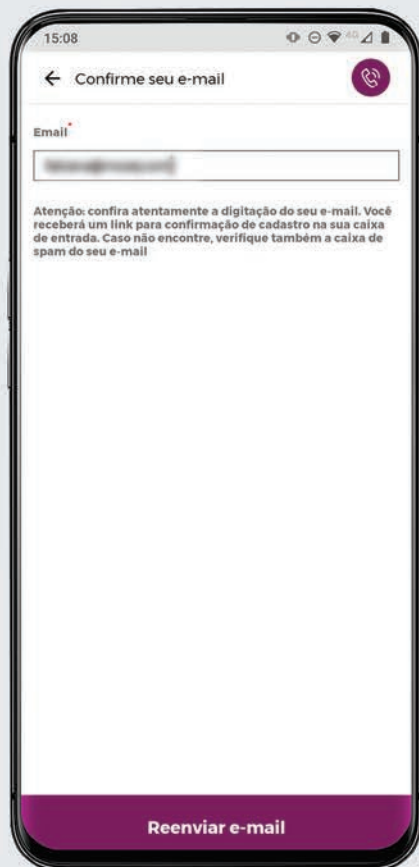 15:08
4G
Confirme seu e-mail
Email*
Atenção: confira atentamente a digitação do seu e-mail. Você
receberá um link para confirmação de cadastro na sua caixa
de entrada. Caso não encontre, verifique também a caixa de
spam do seu e-mail
Reenviar e-mail